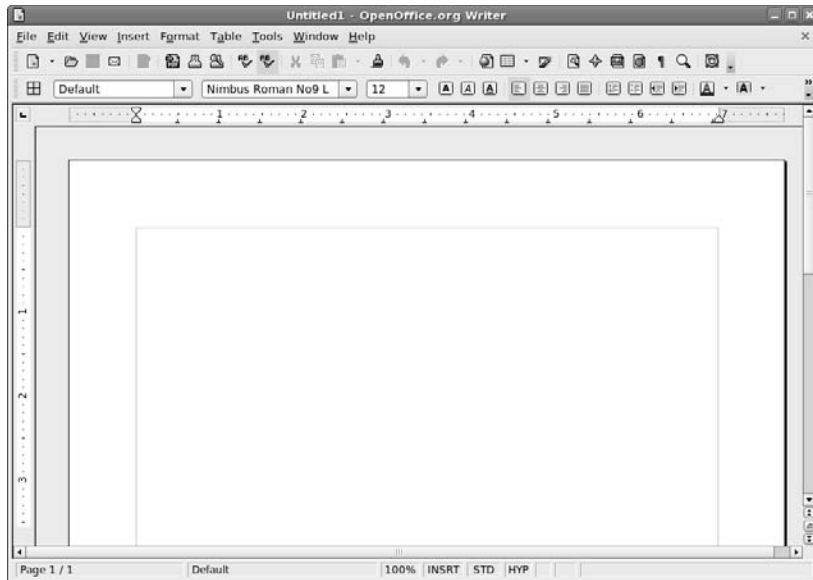 Untitled1 - OpenOffice.org Writer
File Edit View Insert Format Table Tools Window Help
Default Nimbus Roman No9 L 12 A A A A A
1 2 3 4 5 6 7
1
2
3
Page 1 / 1 Default 100% INSRT STD HYP